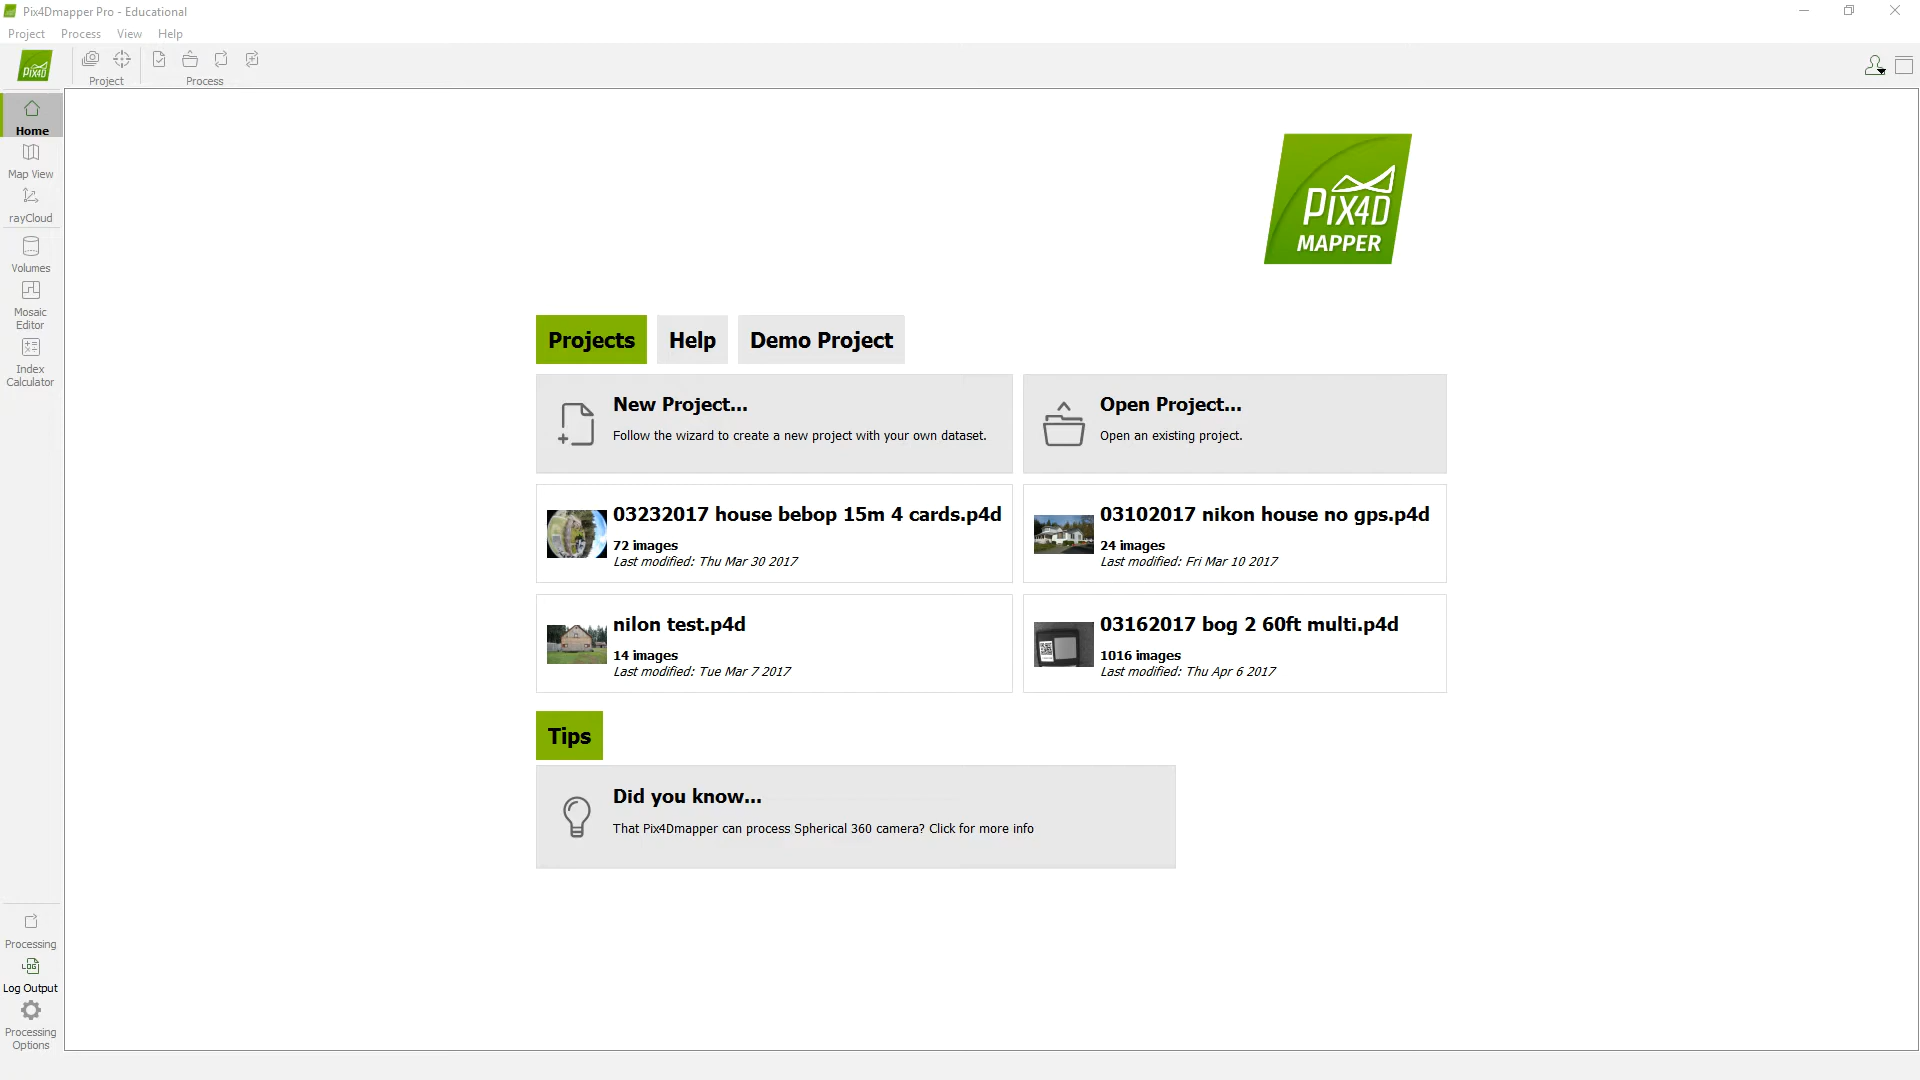 Pix4Dmapper Pro - Educational
Project Process View Help
PIX4D
Project Process
Home
Map View
rayCloud
Volumes
Mosaic
Editor
Index
Calculator
PIX4D
MAPPER
Projects Help Demo Project
New Project...
Follow the wizard to create a new project with your own dataset.
Open Project...
Open an existing project.
03232017 house bebop 15m 4 cards.p4d
72 images
Last modified: Thu Mar 30 2017
03102017 nikon house no gps.p4d
24 images
Last modified: Fri Mar 10 2017
nilon test.p4d
14 images
Last modified: Tue Mar 7 2017
03162017 bog 2 60ft multi.p4d
1016 images
Last modified: Thu Apr 6 2017
Tips
Did you know...
That Pix4Dmapper can process Spherical 360 camera? Click for more info
Processing
LOG
Log Output
Processing
Options